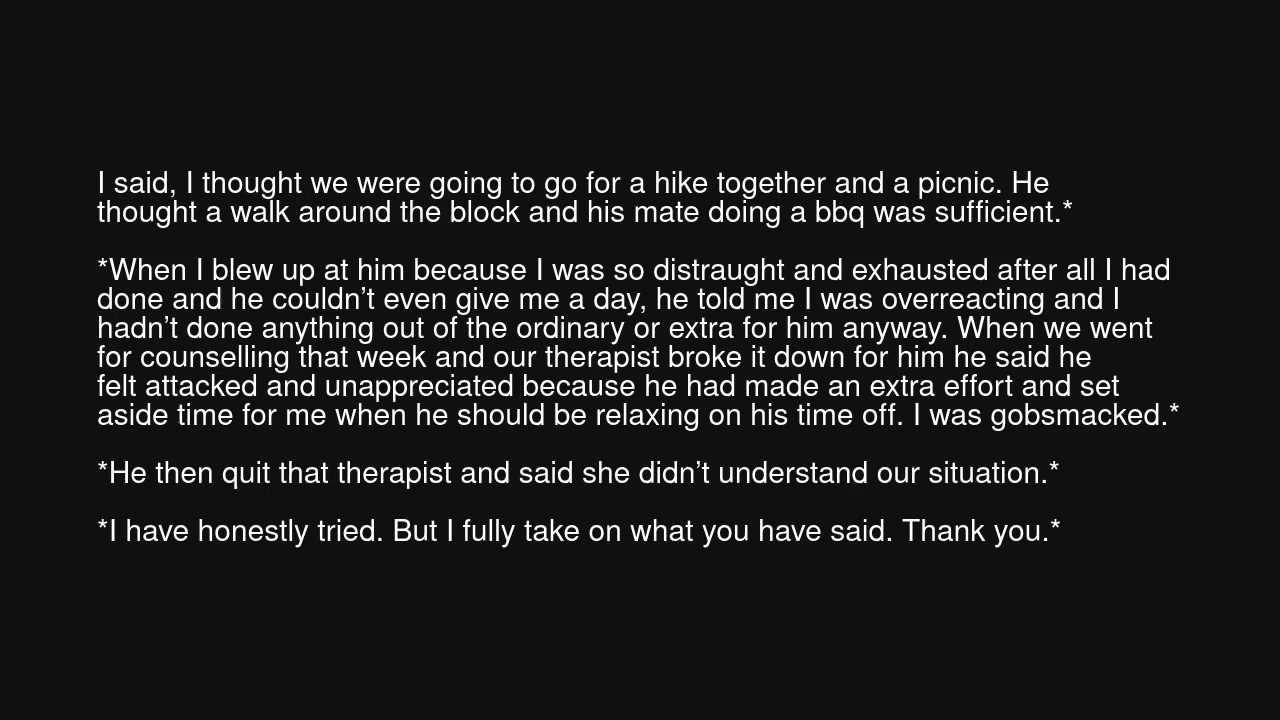 I said, I thought we were going to go for a hike together and a picnic. He
thought a walk around the block and his mate doing a bbq was sufficient.*
*When I blew up at him because I was so distraught and exhausted after all I had
done and he couldn’t even give me a day, he told me I was overreacting and I
hadn’t done anything out of the ordinary or extra for him anyway. When we went
for counselling that week and our therapist broke it down for him he said he
felt attacked and unappreciated because he had made an extra effort and set
aside time for me when he should be relaxing on his time off. I was gobsmacked.*
*He then quit that therapist and said she didn’t understand our situation.*
*I have honestly tried. But I fully take on what you have said. Thank you.*